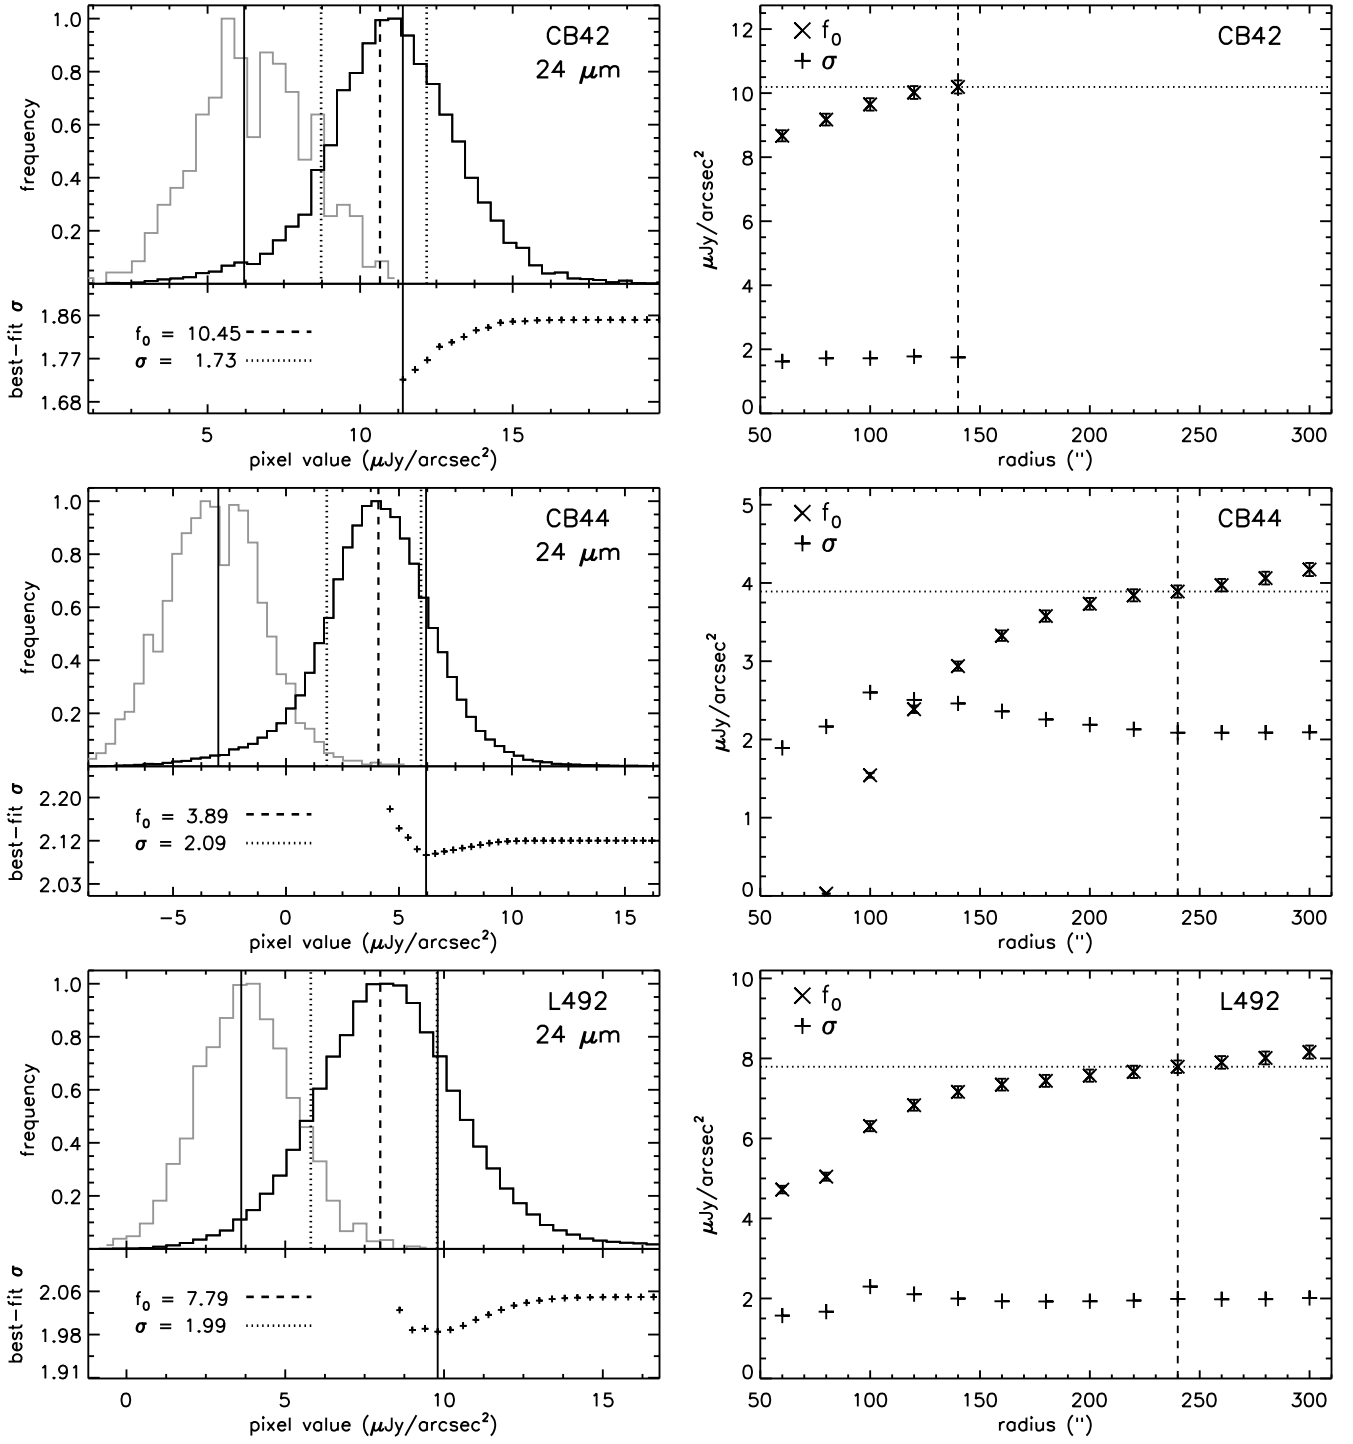 CB42
24 μm
1.0
0.8
0.6
0.4
0.2
frequency
1.86
1.77
1.68
best−fit σ
f₀ = 10.45
σ = 1.73
5 10 15
pixel value (μJy/arcsec²)
× f₀
+ σ
CB42
12
10
8
6
4
2
0
μJy/arcsec²
50 100 150 200 250 300
radius (")
CB44
24 μm
1.0
0.8
0.6
0.4
0.2
frequency
2.20
2.12
2.03
best−fit σ
f₀ = 3.89
σ = 2.09
−5 0 5 10 15
pixel value (μJy/arcsec²)
× f₀
+ σ
CB44
5
4
3
2
1
0
μJy/arcsec²
50 100 150 200 250 300
radius (")
L492
24 μm
1.0
0.8
0.6
0.4
0.2
frequency
2.06
1.98
1.91
best−fit σ
f₀ = 7.79
σ = 1.99
0 5 10 15
pixel value (μJy/arcsec²)
× f₀
+ σ
L492
10
8
6
4
2
0
μJy/arcsec²
50 100 150 200 250 300
radius (")